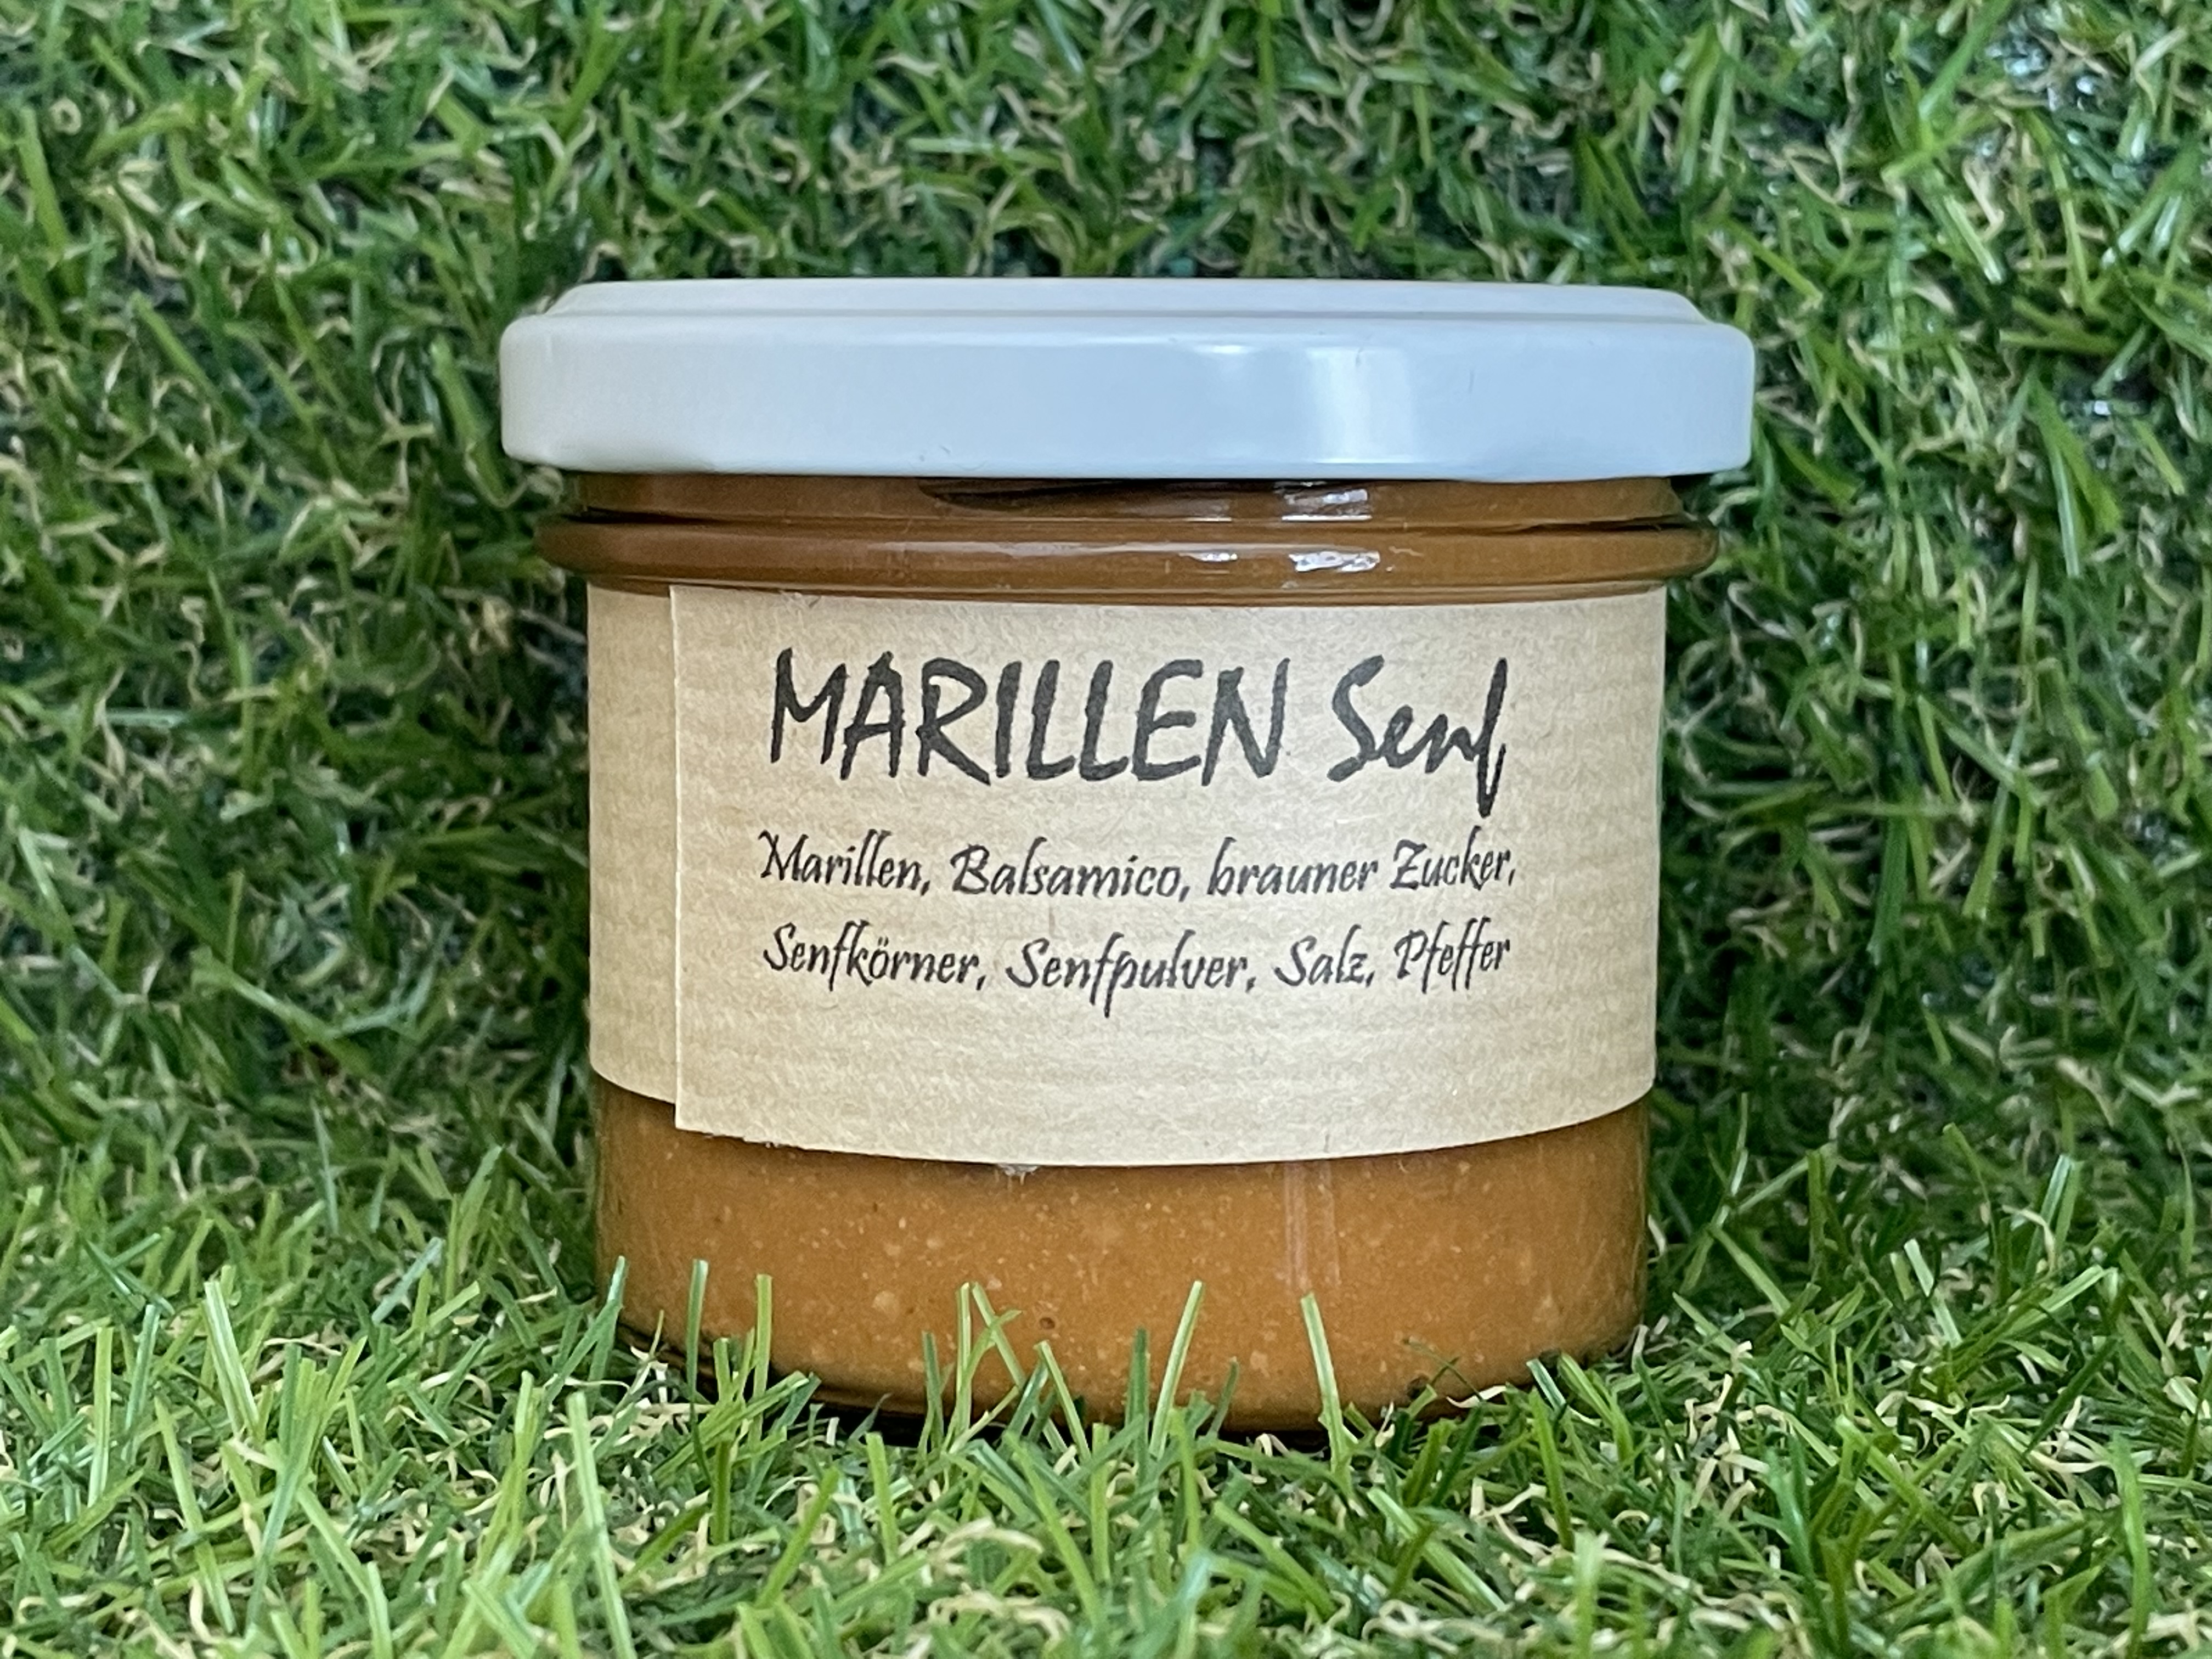 MARILLEN Senf
Marillen, Balsamico, brauner Zucker,
Senfkörner, Senfpulver, Salz, Pfeffer